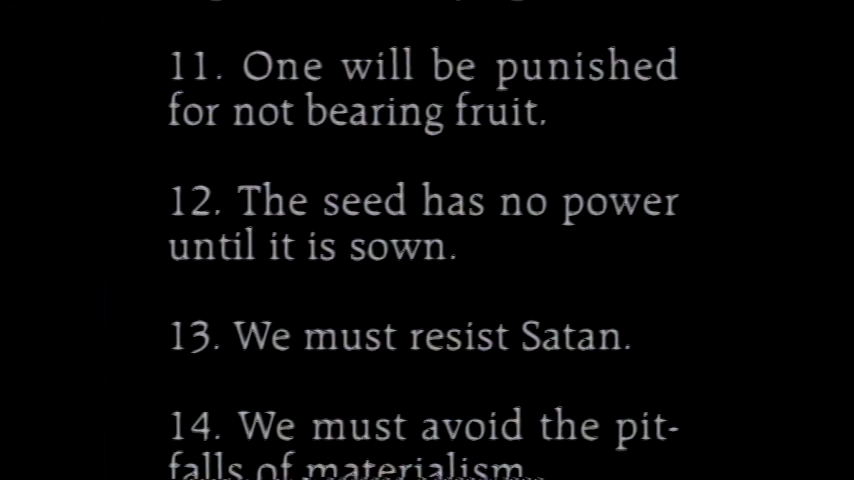 11. One will be punished
for not bearing fruit.
12. The seed has no power
until it is sown.
13. We must resist Satan.
14. We must avoid the pit-
falls of materialism.